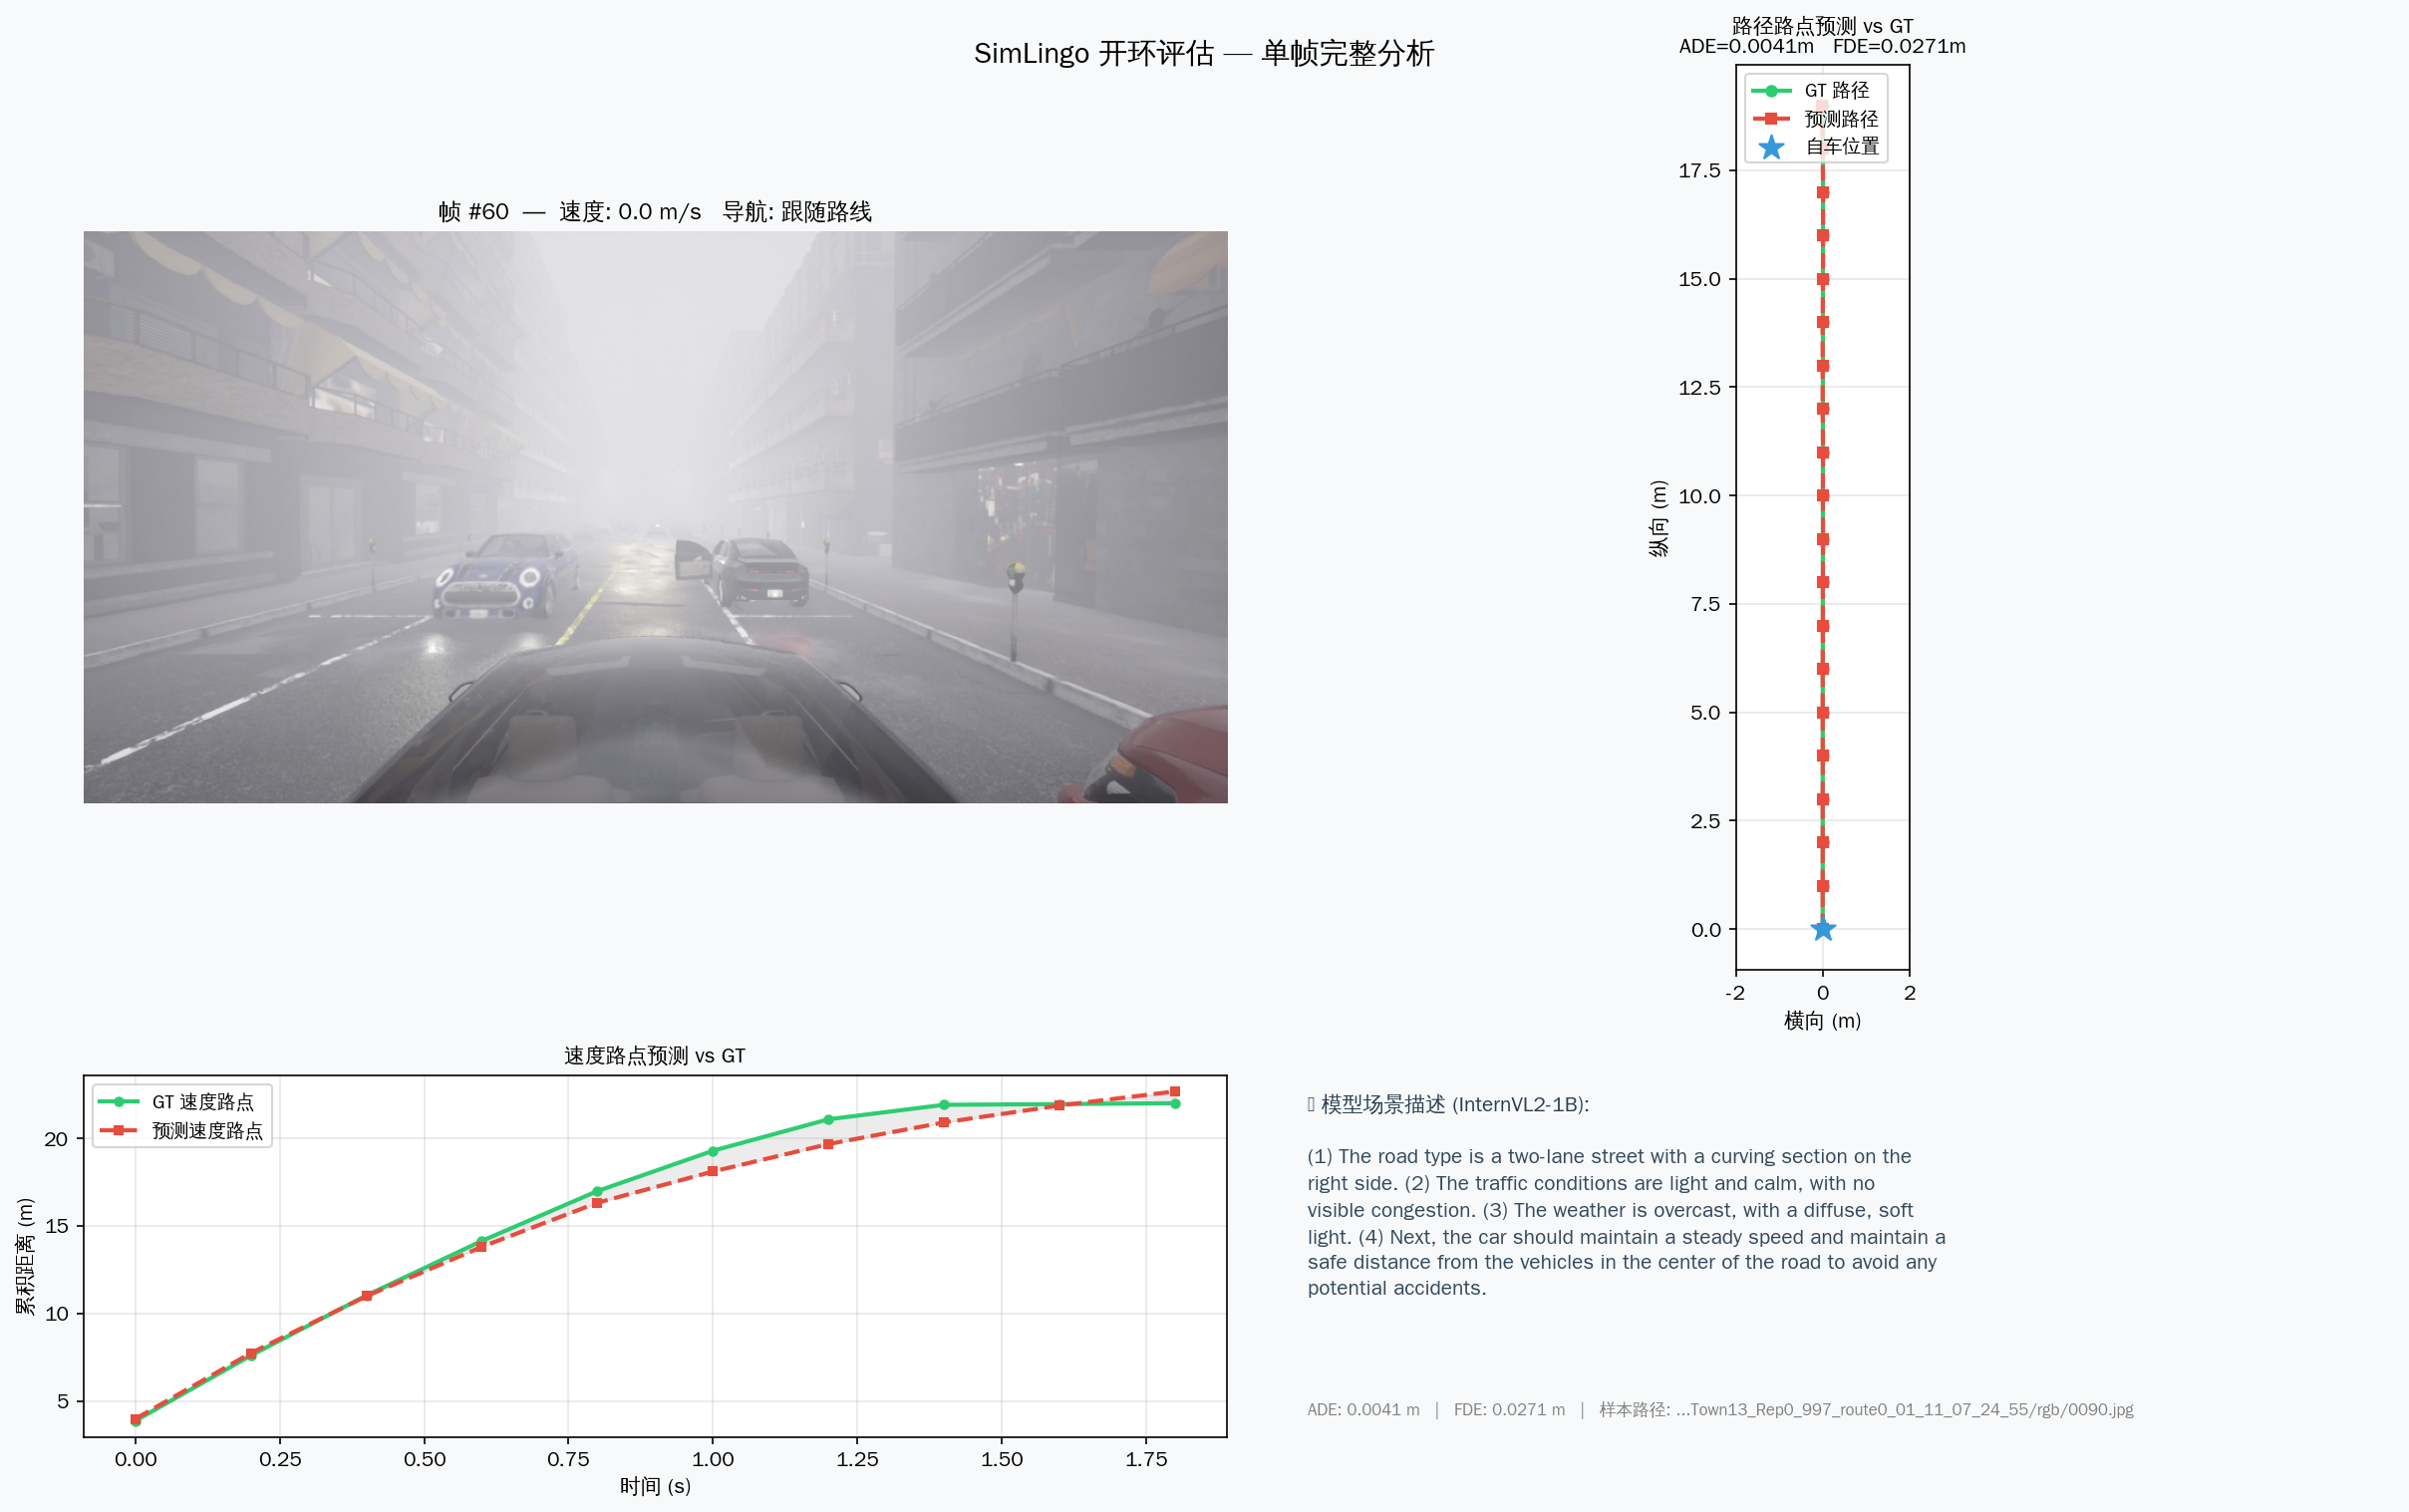 SimLingo 开环评估 — 单帧完整分析
帧 #60 — 速度: 0.0 m/s 导航: 跟随路线
路径路点预测 vs GT
ADE=0.0041m FDE=0.0271m
GT 路径
预测路径
自车位置
17.5
15.0
12.5
10.0
7.5
5.0
2.5
0.0
纵向 (m)
-2
0
2
横向 (m)
速度路点预测 vs GT
GT 速度路点
预测速度路点
20
15
10
5
累积距离 (m)
0.00
0.25
0.50
0.75
1.00
1.25
1.50
1.75
时间 (s)
模型场景描述 (InternVL2-1B):
(1) The road type is a two-lane street with a curving section on the
right side. (2) The traffic conditions are light and calm, with no
visible congestion. (3) The weather is overcast, with a diffuse, soft
light. (4) Next, the car should maintain a steady speed and maintain a
safe distance from the vehicles in the center of the road to avoid any
potential accidents.
ADE: 0.0041 m | FDE: 0.0271 m | 样本路径: ...Town13_Rep0_997_route0_01_11_07_24_55/rgb/0090.jpg